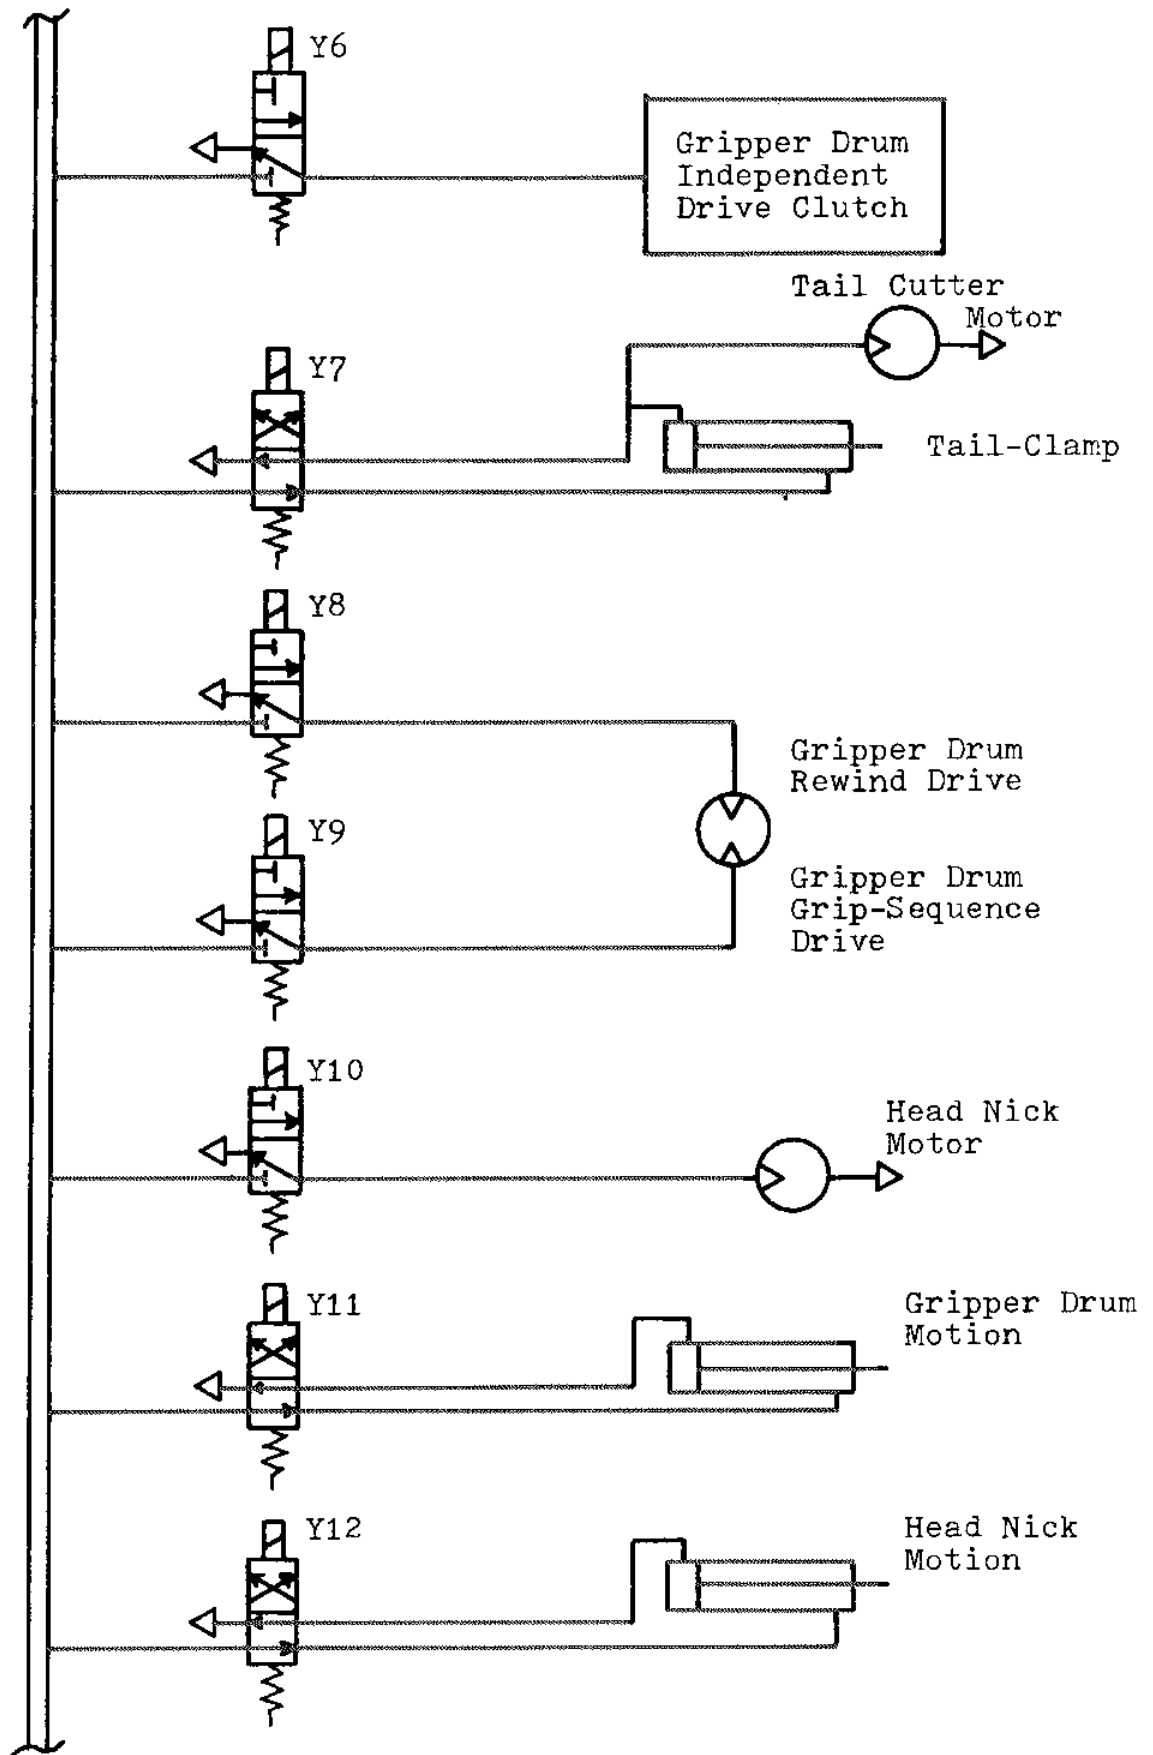 Y6
Gripper Drum
Independent
Drive Clutch
Tail Cutter
Motor
Y7
Tail-Clamp
Y8
Gripper Drum
Rewind Drive
Y9
Gripper Drum
Grip-Sequence
Drive
Y10
Head Nick
Motor
Y11
Gripper Drum
Motion
Y12
Head Nick
Motion